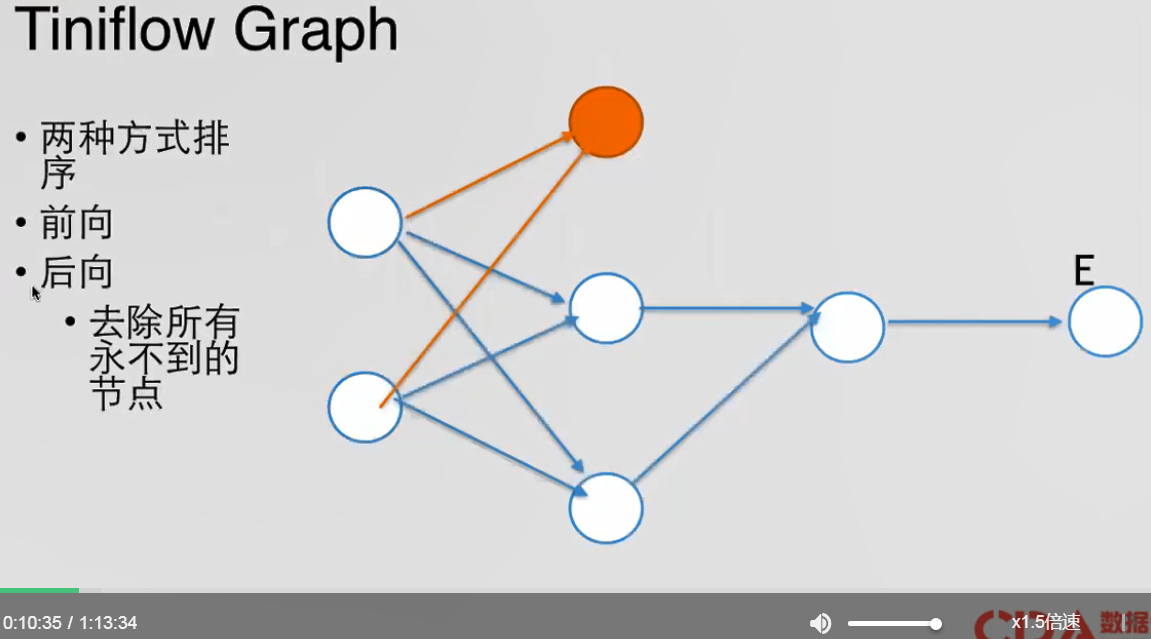 Tiniflow Graph
• 两种方式排
序
• 前向
• 后向
• 去除所有
永不到的
节点
E
0:10:35 / 1:13:34
x1.5倍速
CDA 数据